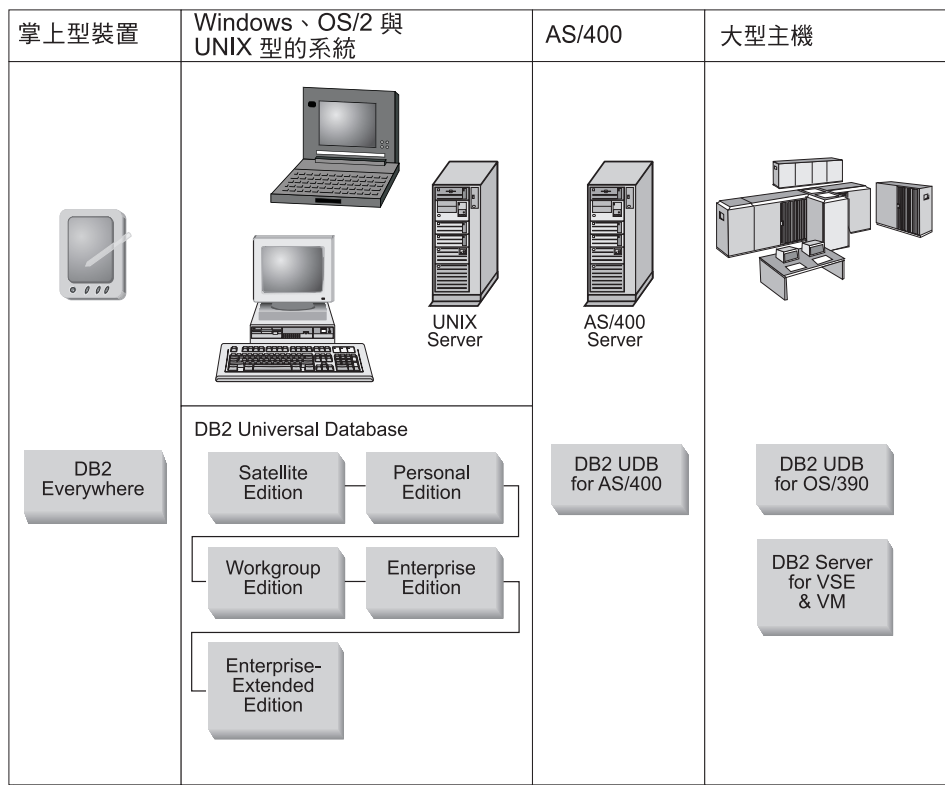 掌上型裝置
Windows、OS/2 與
UNIX 型的系統
AS/400
大型主機
UNIX
Server
AS/400
Server
DB2
Everywhere
DB2 Universal Database
Satellite
Edition
Personal
Edition
Workgroup
Edition
Enterprise
Edition
Enterprise-
Extended
Edition
DB2 UDB
for AS/400
DB2 UDB
for OS/390
DB2 Server
for VSE
& VM